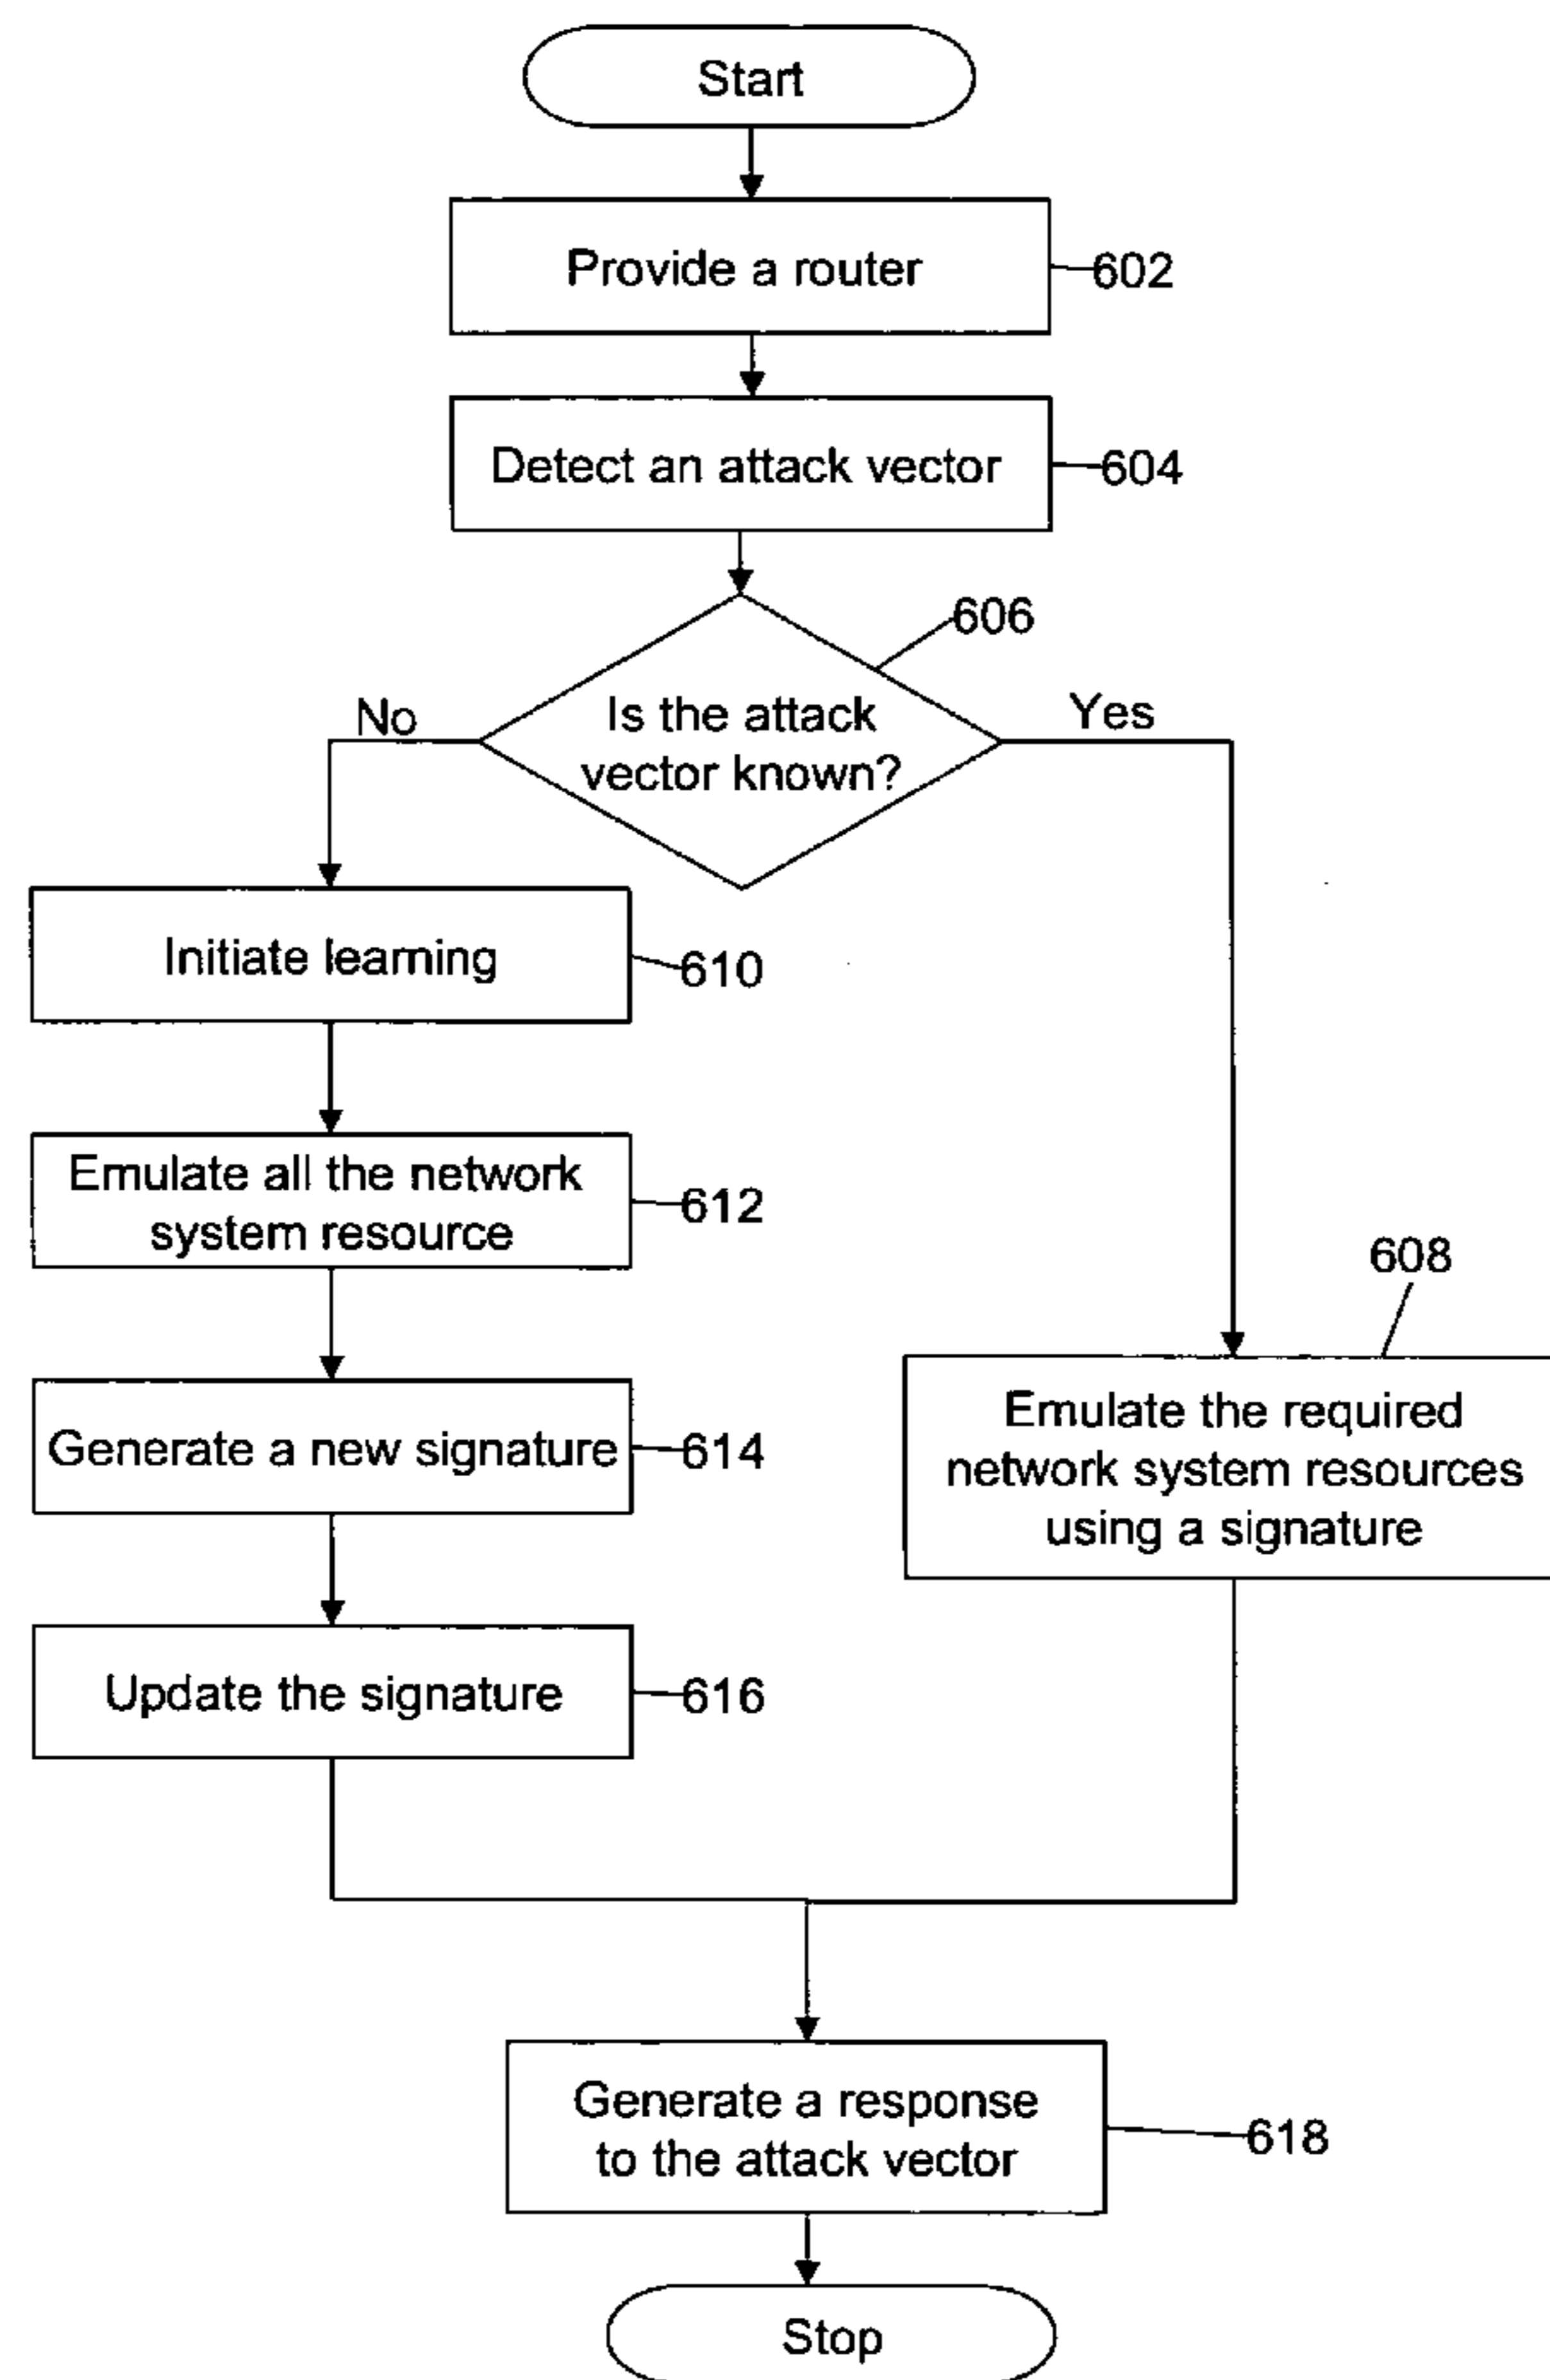 Start
Provide a router
602
Detect an attack vector
604
606
Is the attack
vector known?
No
Yes
Initiate learning
610
Emulate all the network
system resource
612
608
Emulate the required
network system resources
using a signature
Generate a new signature
614
Update the signature
616
Generate a response
to the attack vector
618
Stop